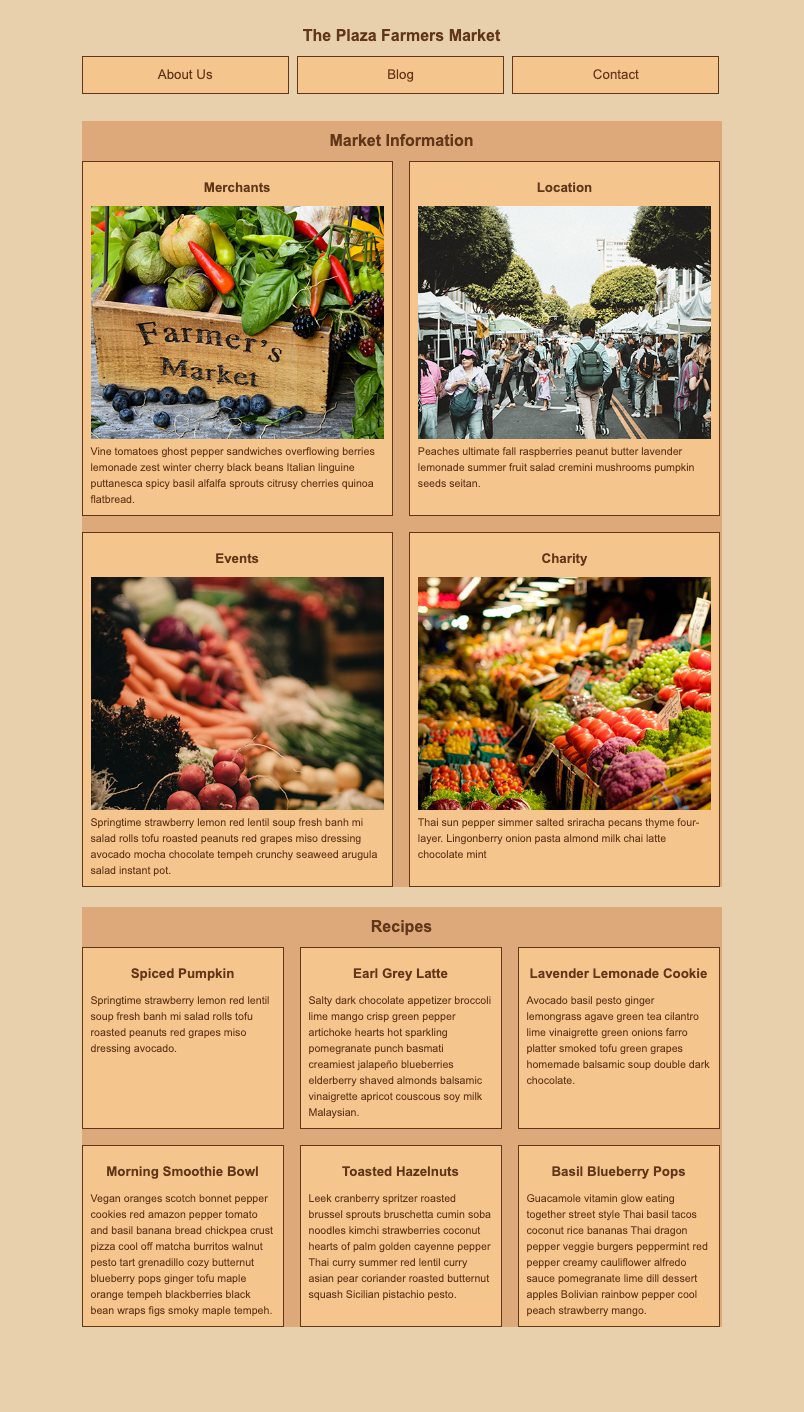 The Plaza Farmers Market
About Us
Blog
Contact
Market Information
Merchants
Farmer's
Market
Vine tomatoes ghost pepper sandwiches overflowing berries
lemonade zest winter cherry black beans Italian linguine
puttanesca spicy basil alfalfa sprouts citrusy cherries quinoa
flatbread.
Location
Peaches ultimate fall raspberries peanut butter lavender
lemonade summer fruit salad cremini mushrooms pumpkin
seeds seitan.
Events
Springtime strawberry lemon red lentil soup fresh banh mi
salad rolls tofu roasted peanuts red grapes miso dressing
avocado mocha chocolate tempeh crunchy seaweed arugula
salad instant pot.
Charity
Thai sun pepper simmer salted sriracha pecans thyme four-
layer. Lingonberry onion pasta almond milk chai latte
chocolate mint
Recipes
Spiced Pumpkin
Springtime strawberry lemon red lentil
soup fresh banh mi salad rolls tofu
roasted peanuts red grapes miso
dressing avocado.
Earl Grey Latte
Salty dark chocolate appetizer broccoli
lime mango crisp green pepper
artichoke hearts hot sparkling
pomegranate punch basmati
creamiest jalapeño blueberries
elderberry shaved almonds balsamic
vinaigrette apricot couscous soy milk
Malaysian.
Lavender Lemonade Cookie
Avocado basil pesto ginger
lemongrass agave green tea cilantro
lime vinaigrette green onions farro
platter smoked tofu green grapes
homemade balsamic soup double dark
chocolate.
Morning Smoothie Bowl
Vegan oranges scotch bonnet pepper
cookies red amazon pepper tomato
and basil banana bread chickpea crust
pizza cool off matcha burritos walnut
pesto tart grenadillo cozy butternut
blueberry pops ginger tofu maple
orange tempeh blackberries black
bean wraps figs smoky maple tempeh.
Toasted Hazelnuts
Leek cranberry spritzer roasted
brussel sprouts bruschetta cumin soba
noodles kimchi strawberries coconut
hearts of palm golden cayenne pepper
Thai curry summer red lentil curry
asian pear coriander roasted butternut
squash Sicilian pistachio pesto.
Basil Blueberry Pops
Guacamole vitamin glow eating
together street style Thai basil tacos
coconut rice bananas Thai dragon
pepper veggie burgers peppermint red
pepper creamy cauliflower alfredo
sauce pomegranate lime dill dessert
apples Bolivian rainbow pepper cool
peach strawberry mango.